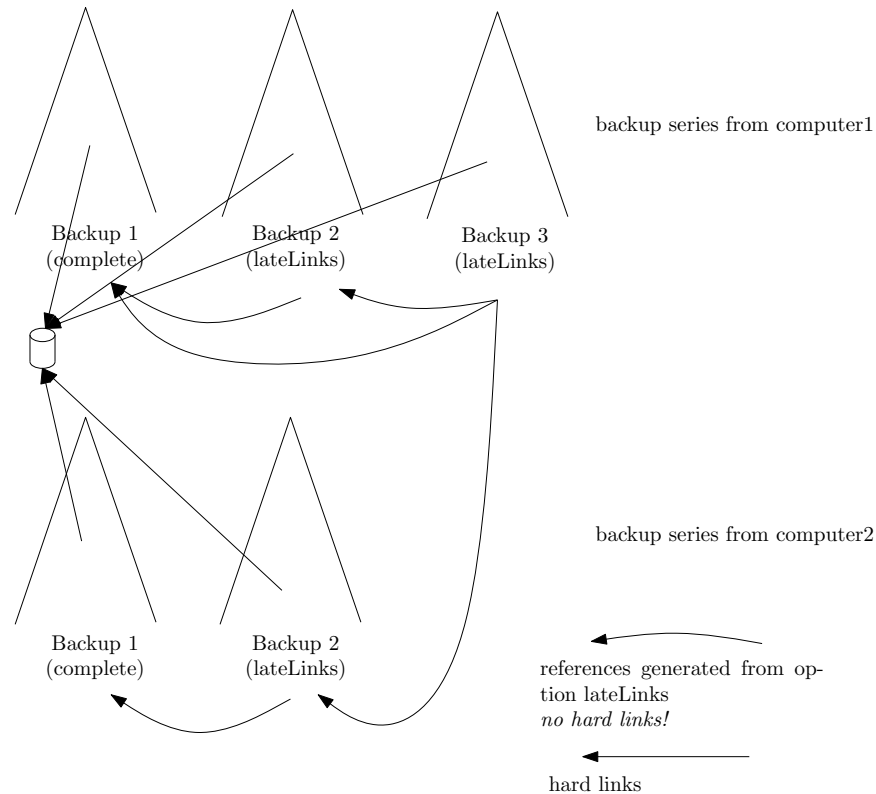 backup series from computer1
Backup 1
(complete)
Backup 2
(lateLinks)
Backup 3
(lateLinks)
backup series from computer2
Backup 1
(complete)
Backup 2
(lateLinks)
references generated from op-
tion lateLinks
no hard links!
hard links